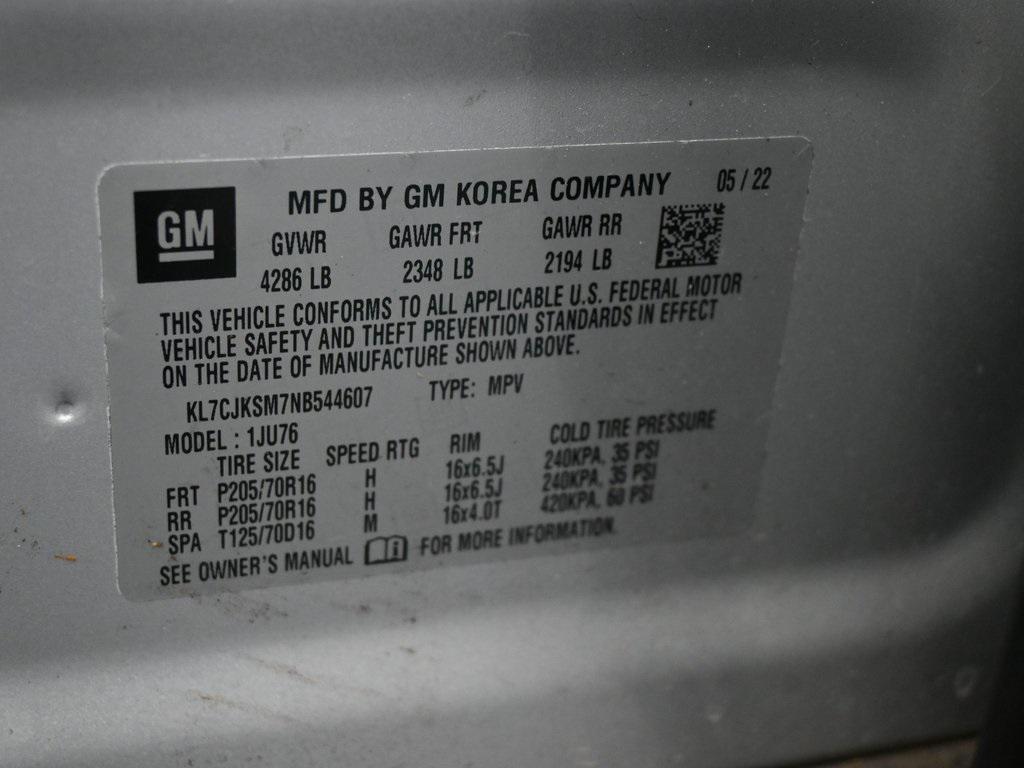 GM
MFD BY GM KOREA COMPANY 05 / 22
GVWR GAWR FRT GAWR RR
4286 LB 2348 LB 2194 LB
THIS VEHICLE CONFORMS TO ALL APPLICABLE U.S. FEDERAL MOTOR
VEHICLE SAFETY AND THEFT PREVENTION STANDARDS IN EFFECT
ON THE DATE OF MANUFACTURE SHOWN ABOVE.
KL7CJKSM7NB544607 TYPE: MPV
MODEL : 1JU76
TIRE SIZE SPEED RTG RIM COLD TIRE PRESSURE
FRT P205/70R16 H 16x6.5J 240KPA, 35 PSI
RR P205/70R16 H 16x6.5J 240KPA, 35 PSI
SPA T125/70D16 M 16x4.0T 420KPA, 60 PSI
SEE OWNER'S MANUAL i FOR MORE INFORMATION.